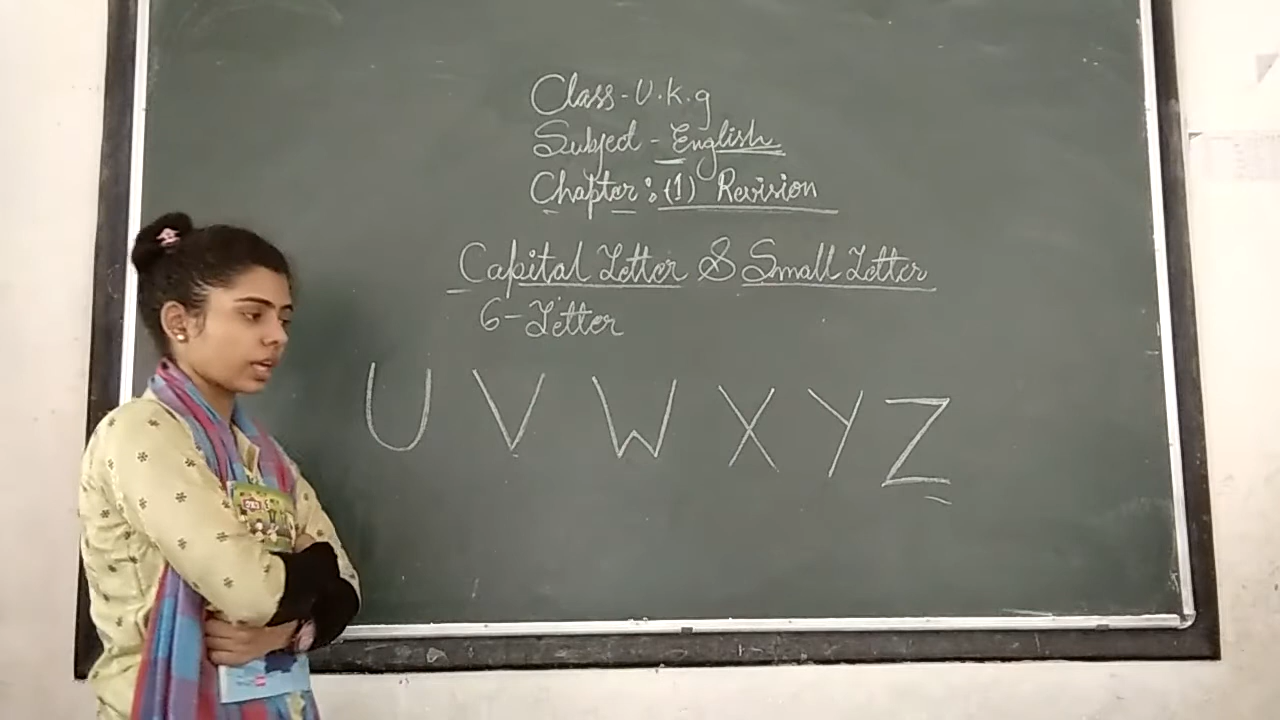 Class - U.K.g
Subject - English
Chapter : (1) Revision
Capital Letter & Small Letter
6 - Letter
U V W X Y Z